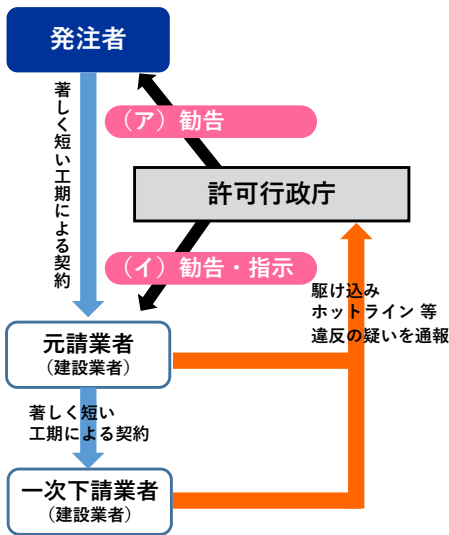 発注者
著しく短い工期による契約
（ア）勧告
許可行政庁
（イ）勧告・指示
駆け込み
ホットライン 等
違反の疑いを通報
元請業者
（建設業者）
著しく短い
工期による契約
一次下請業者
（建設業者）